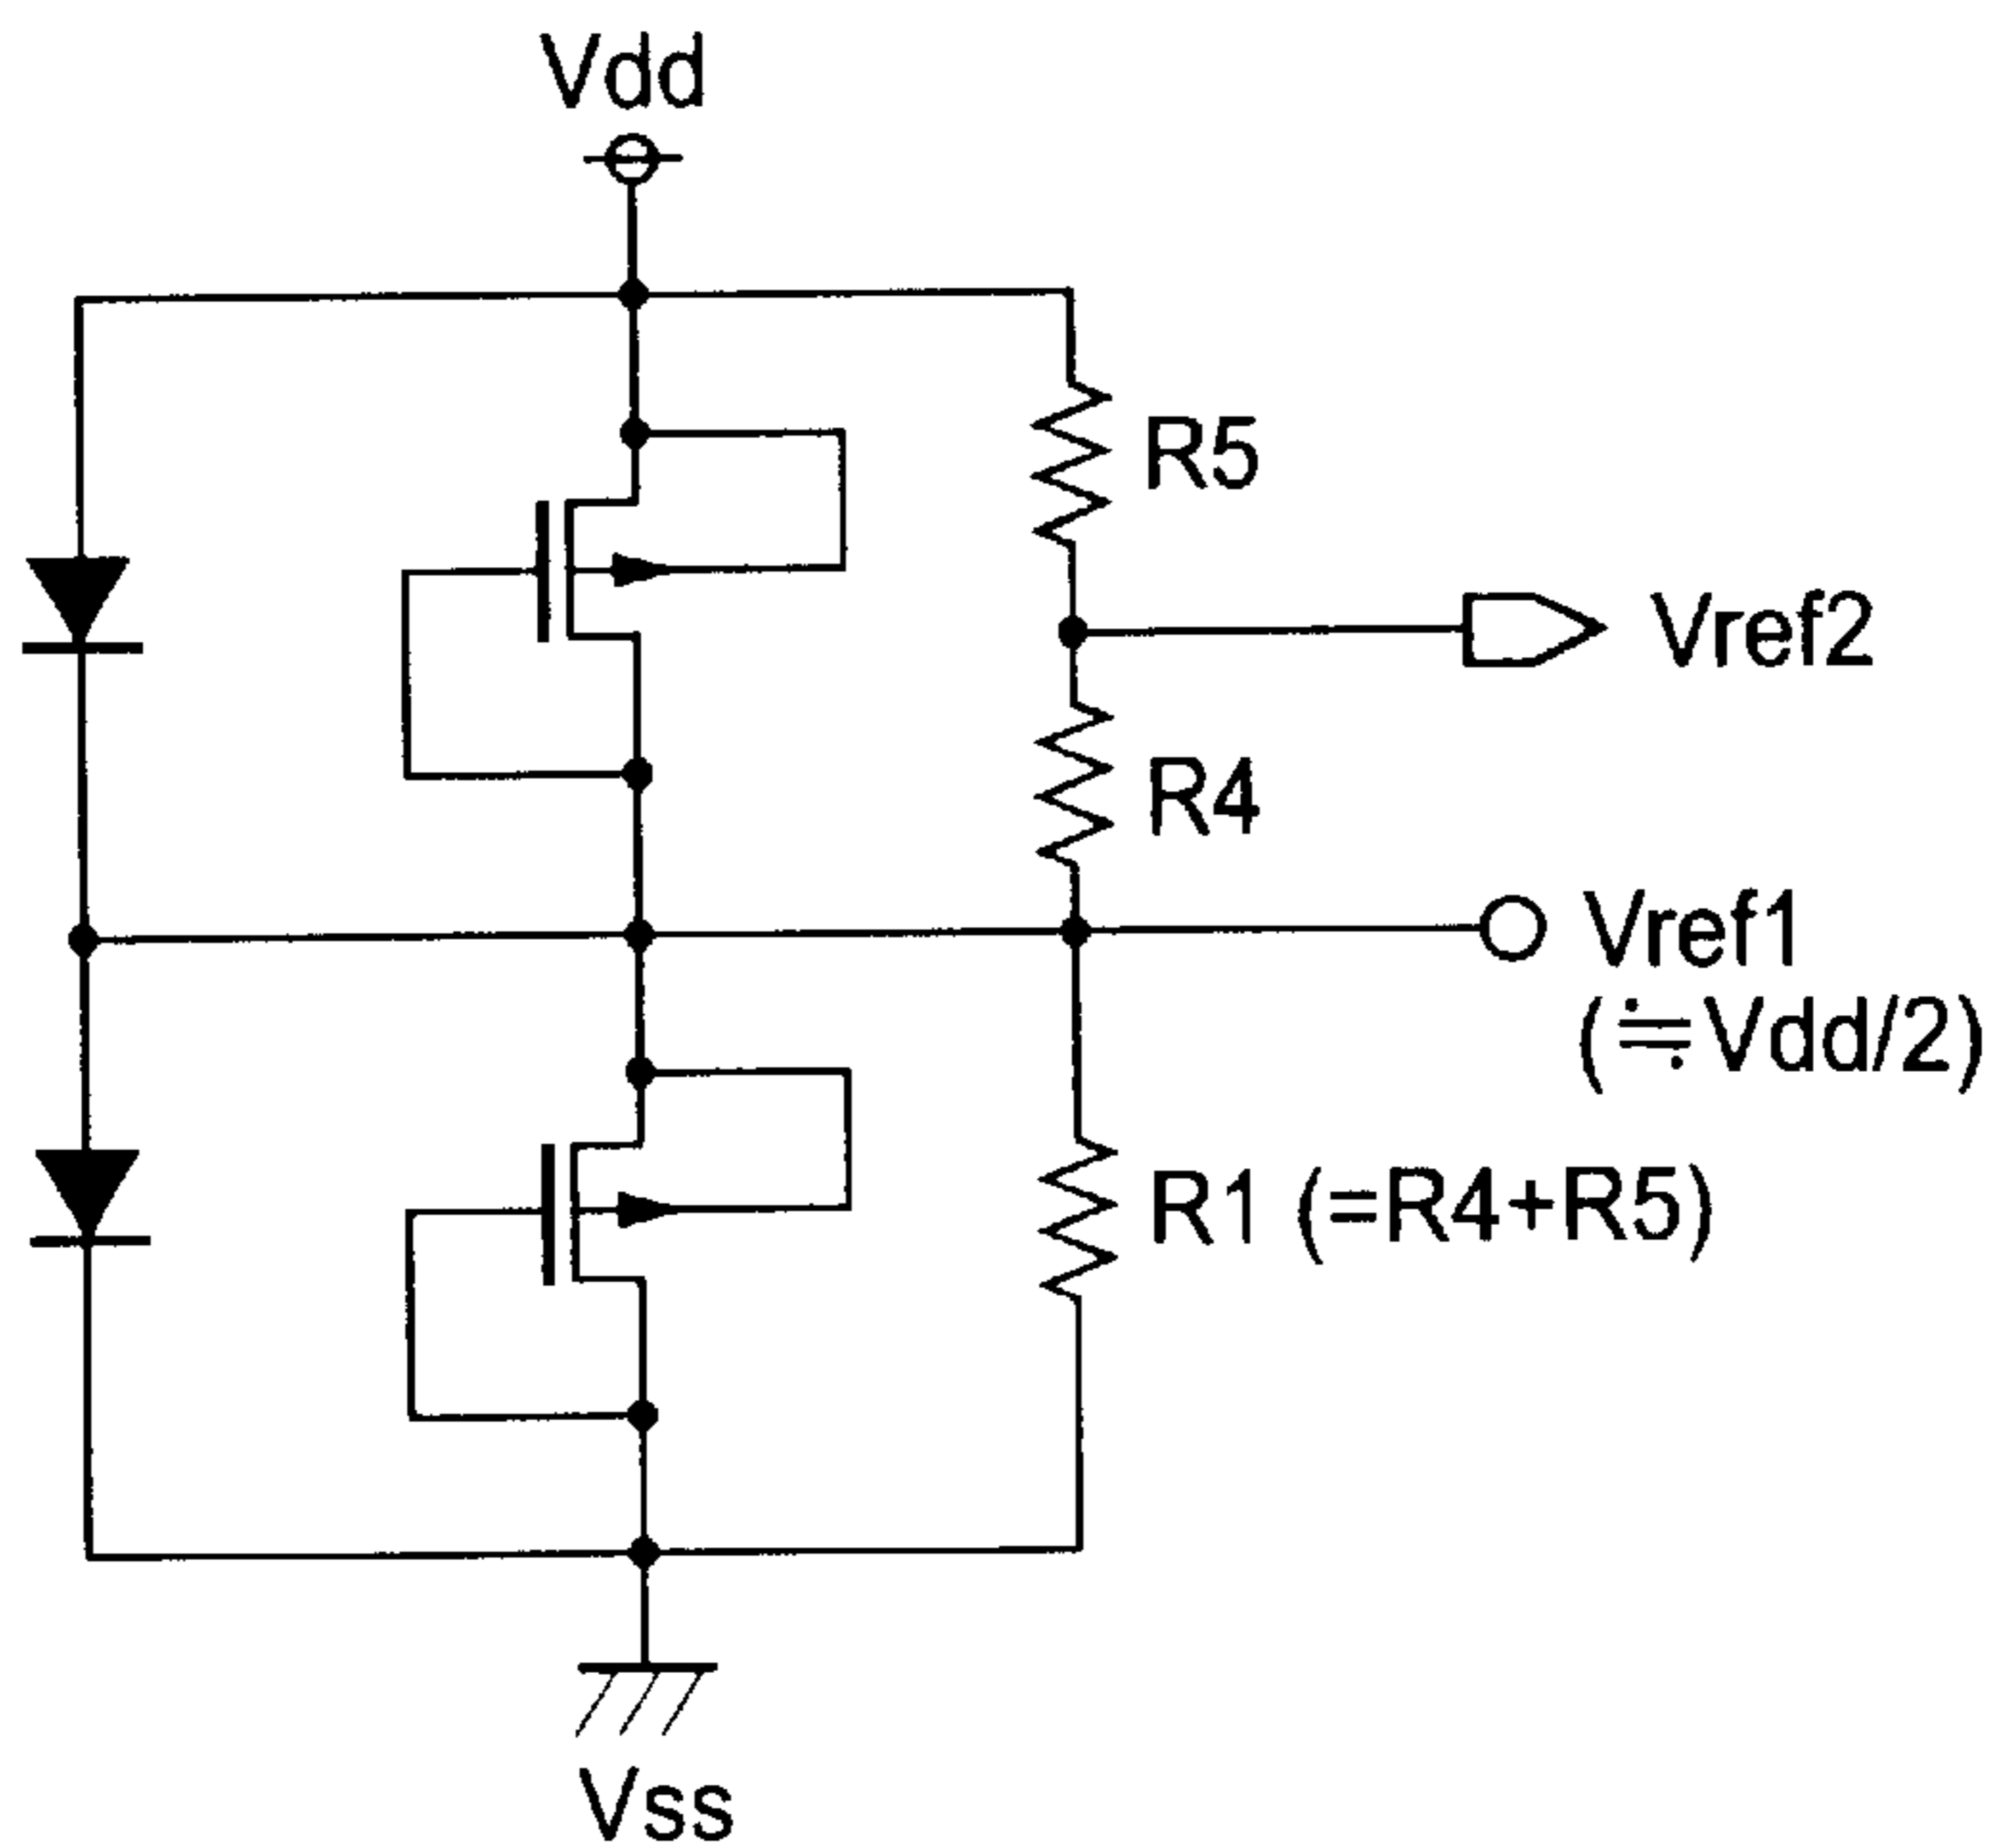 Vdd
R5
Vref2
R4
Vref1
(≒Vdd/2)
R1 (=R4+R5)
Vss